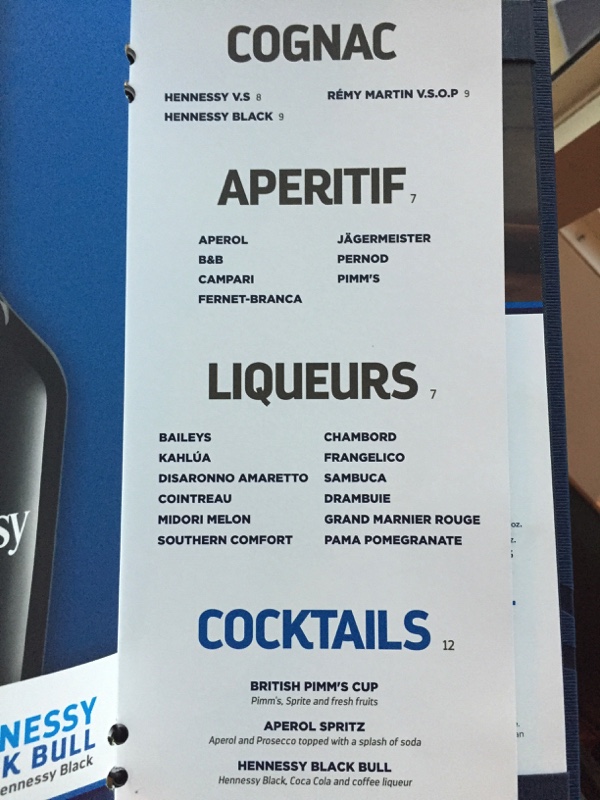 COGNAC
HENNESSY V.S 8
HENNESSY BLACK 9
RÉMY MARTIN V.S.O.P 9
APERITIF 7
APEROL
B&B
CAMPARI
FERNET-BRANCA
JÄGERMEISTER
PERNOD
PIMM'S
LIQUEURS 7
BAILEYS
KAHLÚA
DISARONNO AMARETTO
COINTREAU
MIDORI MELON
SOUTHERN COMFORT
CHAMBORD
FRANGELICO
SAMBUCA
DRAMBUIE
GRAND MARNIER ROUGE
PAMA POMEGRANATE
COCKTAILS 12
BRITISH PIMM'S CUP
Pimm's, Sprite and fresh fruits
APEROL SPRITZ
Aperol and Prosecco topped with a splash of soda
HENNESSY BLACK BULL
Hennessy Black, Coca Cola and coffee liqueur
sy
NNESSY
K BULL
ennessy Black
oz.